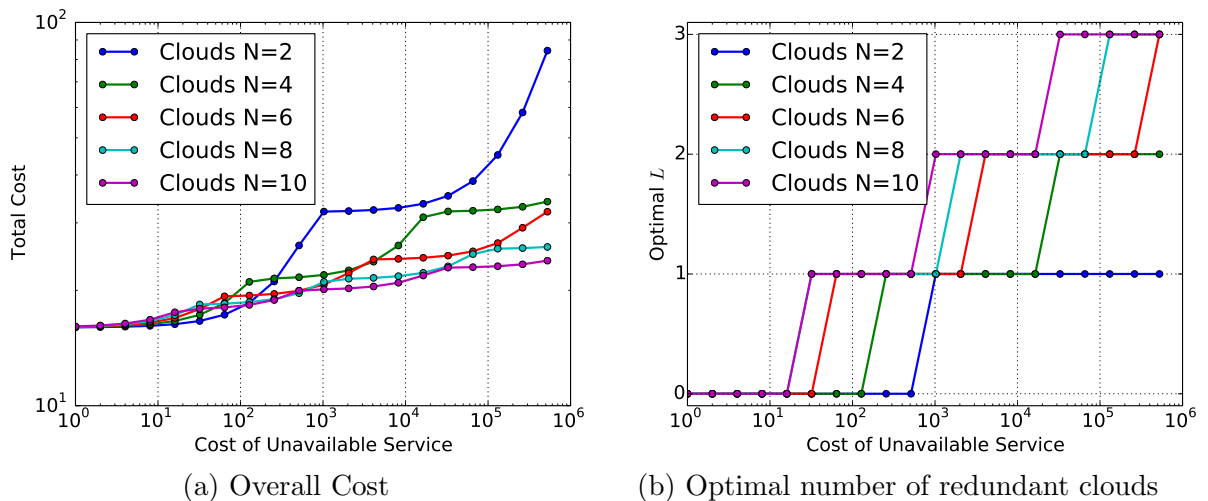 10²
Clouds N=2
Clouds N=4
Clouds N=6
Clouds N=8
Clouds N=10
Total Cost
10¹
10⁰ 10¹ 10² 10³ 10⁴ 10⁵ 10⁶
Cost of Unavailable Service
(a) Overall Cost
3
Clouds N=2
Clouds N=4
Clouds N=6
Clouds N=8
Clouds N=10
2
Optimal L
1
0
10⁰ 10¹ 10² 10³ 10⁴ 10⁵ 10⁶
Cost of Unavailable Service
(b) Optimal number of redundant clouds